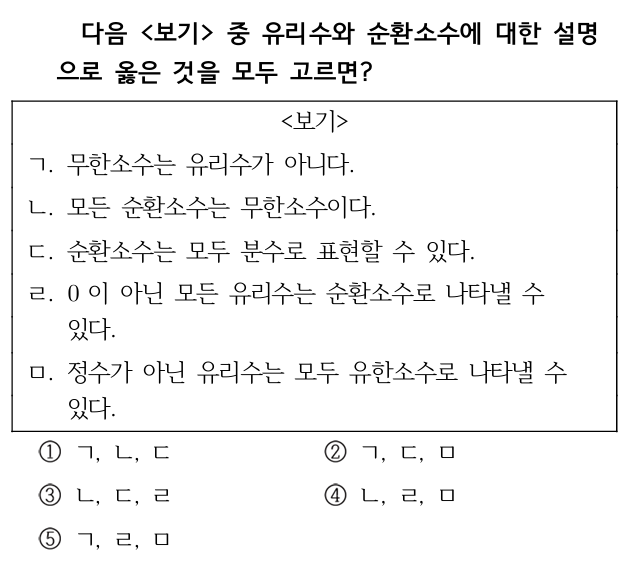 다음 <보기> 중 유리수와 순환소수에 대한 설명
으로 옳은 것을 모두 고르면?
<보기>
ㄱ. 무한소수는 유리수가 아니다.
ㄴ. 모든 순환소수는 무한소수이다.
ㄷ. 순환소수는 모두 분수로 표현할 수 있다.
ㄹ. 0 이 아닌 모든 유리수는 순환소수로 나타낼 수
있다.
ㅁ. 정수가 아닌 유리수는 모두 유한소수로 나타낼 수
있다.
① ㄱ, ㄴ, ㄷ ② ㄱ, ㄷ, ㅁ
③ ㄴ, ㄷ, ㄹ ④ ㄴ, ㄹ, ㅁ
⑤ ㄱ, ㄹ, ㅁ